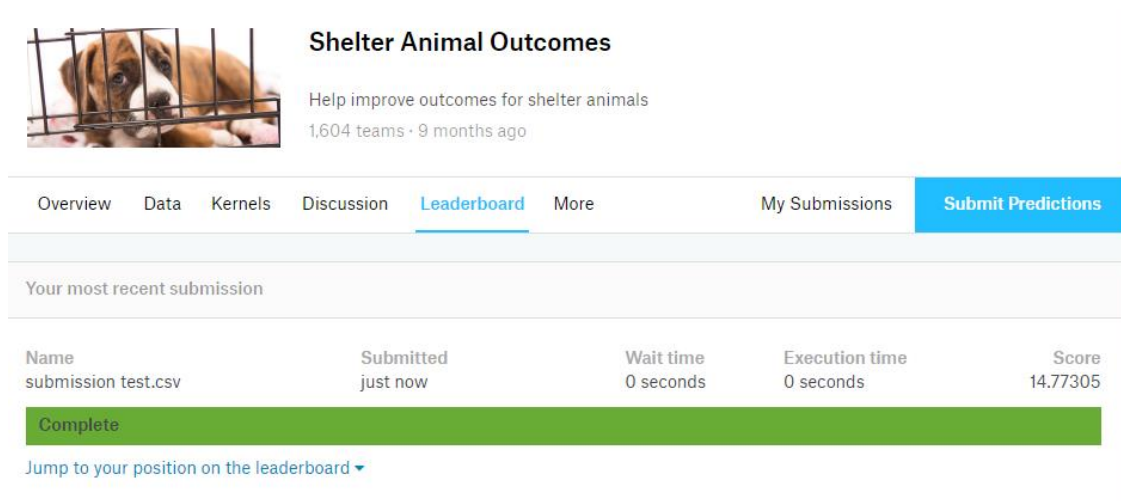 Shelter Animal Outcomes
Help improve outcomes for shelter animals
1,604 teams · 9 months ago
Overview Data Kernels Discussion Leaderboard More My Submissions Submit Predictions
Your most recent submission
Name Submitted Wait time Execution time Score
submission test.csv just now 0 seconds 0 seconds 14.77305
Complete
Jump to your position on the leaderboard